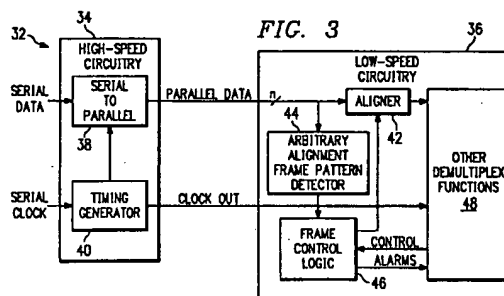 32
34
HIGH-SPEED
CIRCUITRY
FIG. 3
36
LOW-SPEED
CIRCUITRY
SERIAL
DATA
SERIAL
TO
PARALLEL
38
PARALLEL DATA
n
ALIGNER
42
44
ARBITRARY
ALIGNMENT
FRAME PATTERN
DETECTOR
OTHER
DEMULTIPLEX
FUNCTIONS
48
SERIAL
CLOCK
TIMING
GENERATOR
40
CLOCK OUT
FRAME
CONTROL
LOGIC
46
CONTROL
ALARMS